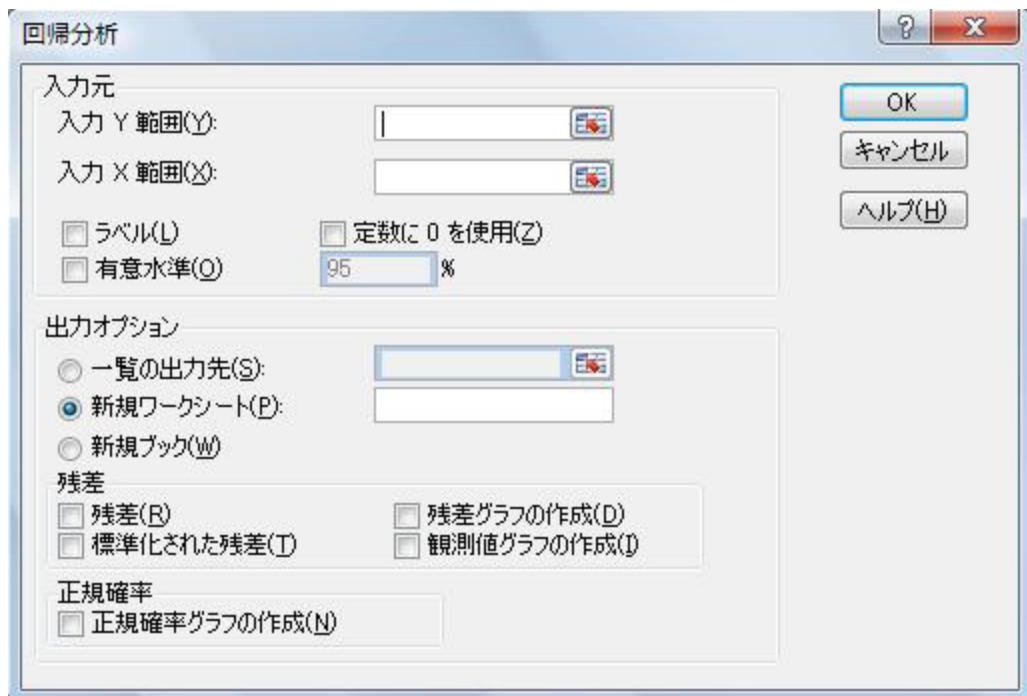 回帰分析
入力元
入力 Y 範囲(Y):
入力 X 範囲(X):
ラベル(L)
定数に 0 を使用(Z)
有意水準(O)
95 %
OK
キャンセル
ヘルプ(H)
出力オプション
一覧の出力先(S):
新規ワークシート(P):
新規ブック(W)
残差
残差(R)
残差グラフの作成(D)
標準化された残差(T)
観測値グラフの作成(I)
正規確率
正規確率グラフの作成(N)